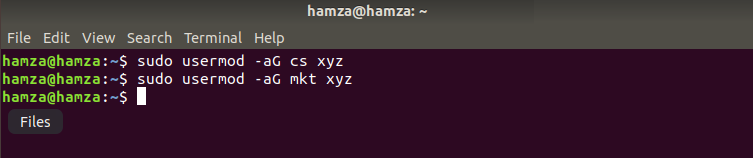 hamza@hamza: ~
File Edit View Search Terminal Help
hamza@hamza:~$ sudo usermod -aG cs xyz
hamza@hamza:~$ sudo usermod -aG mkt xyz
hamza@hamza:~$
Files